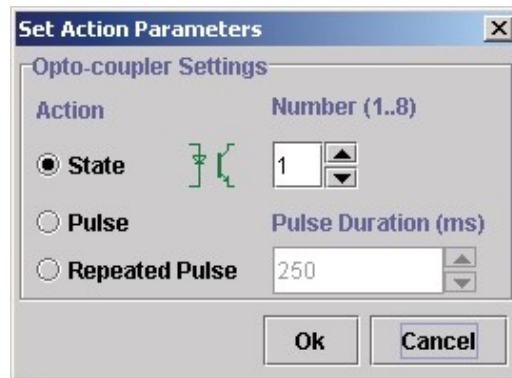 Set Action Parameters
Opto-coupler Settings
Action Number (1..8)
State 1
Pulse Pulse Duration (ms)
Repeated Pulse 250
Ok Cancel